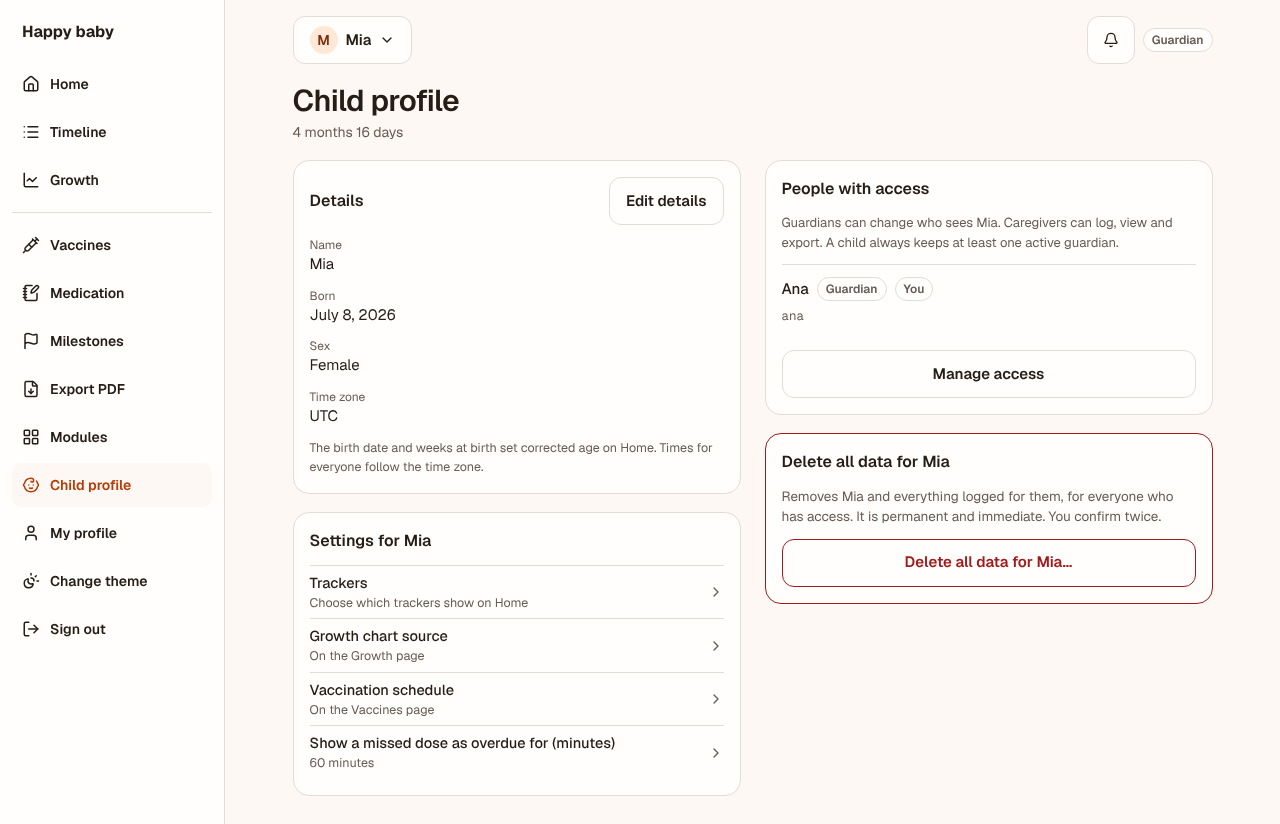 Happy baby
Home
Timeline
Growth
Vaccines
Medication
Milestones
Export PDF
Modules
Child profile
My profile
Change theme
Sign out
M Mia
Guardian
Child profile
4 months 16 days
Details
Edit details
Name
Mia
Born
July 8, 2026
Sex
Female
Time zone
UTC
The birth date and weeks at birth set corrected age on Home. Times for
everyone follow the time zone.
Settings for Mia
Trackers
Choose which trackers show on Home
Growth chart source
On the Growth page
Vaccination schedule
On the Vaccines page
Show a missed dose as overdue for (minutes)
60 minutes
People with access
Guardians can change who sees Mia. Caregivers can log, view and
export. A child always keeps at least one active guardian.
Ana Guardian You
ana
Manage access
Delete all data for Mia
Removes Mia and everything logged for them, for everyone who
has access. It is permanent and immediate. You confirm twice.
Delete all data for Mia…